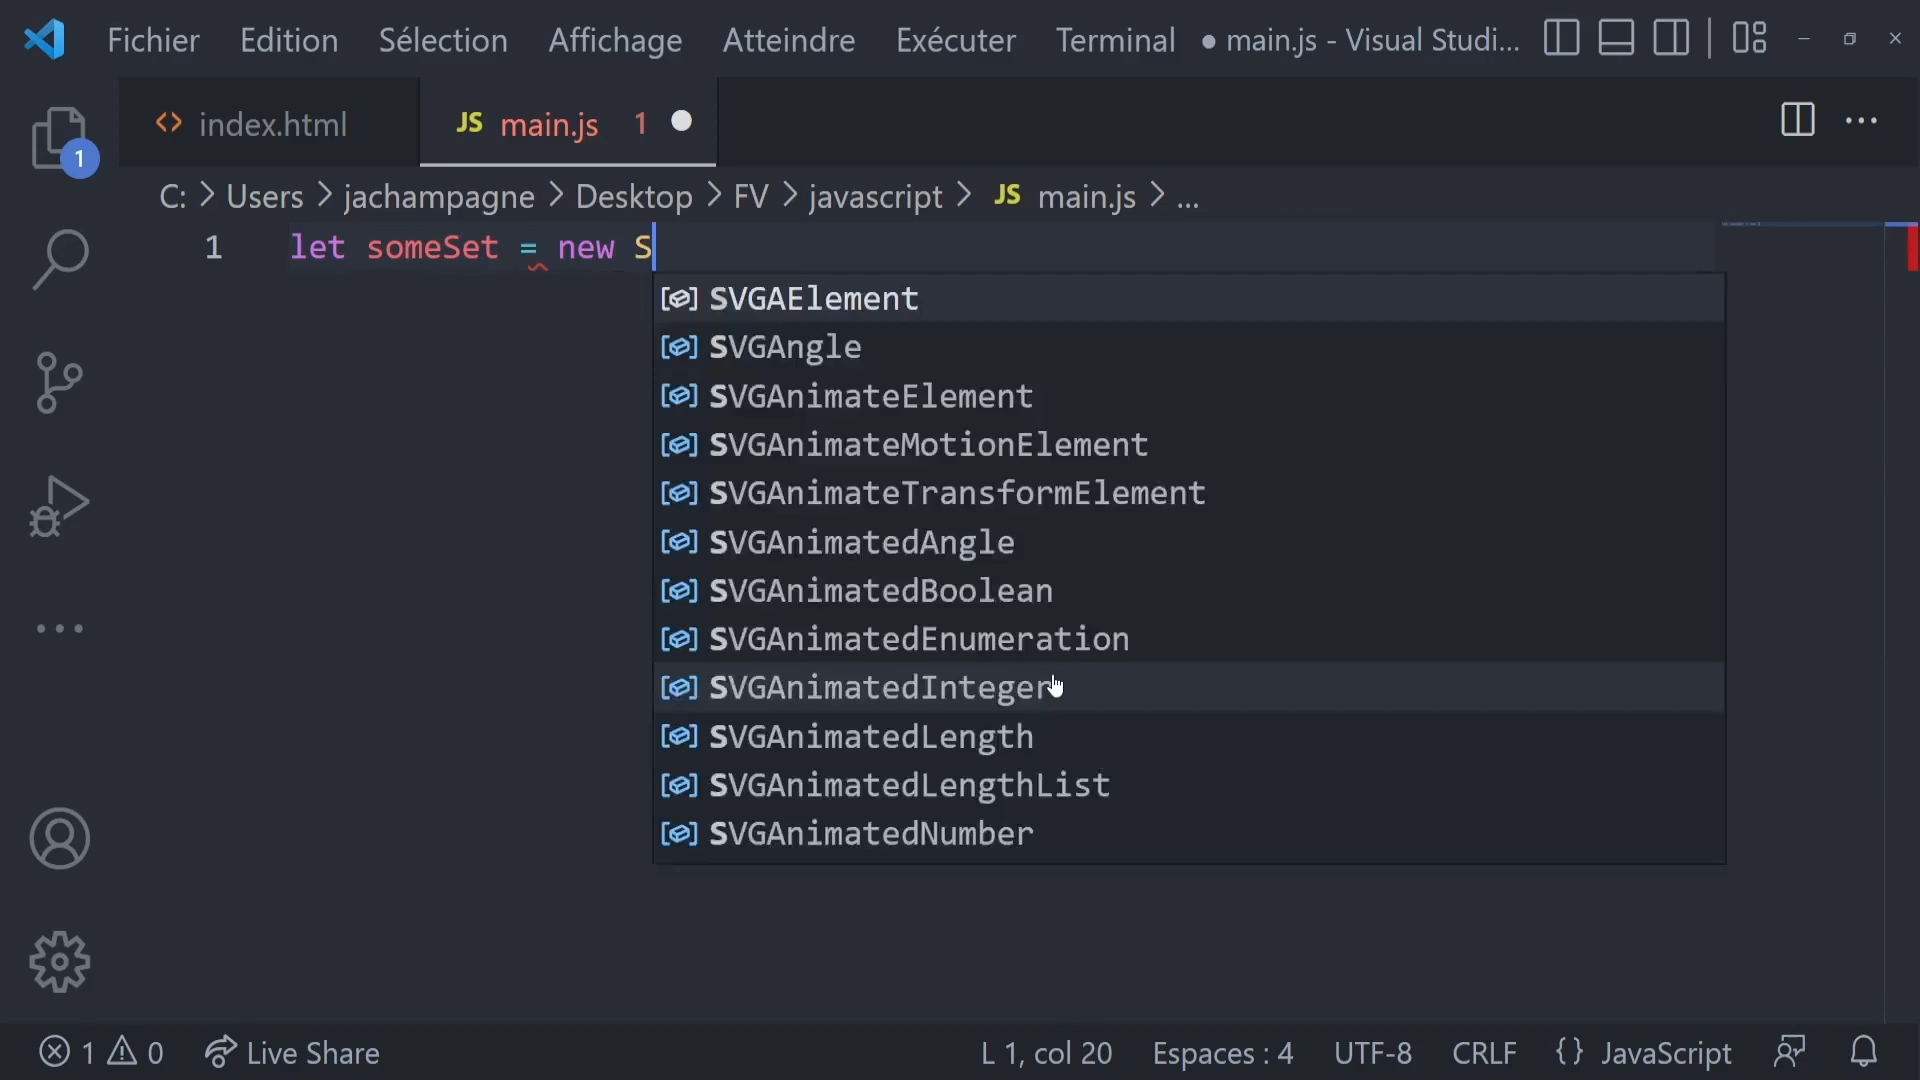 Fichier Edition Sélection Affichage Atteindre Exécuter Terminal ● main.js - Visual Studi...
index.html JS main.js 1
1
C: > Users > jachampagne > Desktop > FV > javascript > JS main.js > ...
1 let someSet = new S
SVGAElement
SVGAngle
SVGAnimateElement
SVGAnimateMotionElement
SVGAnimateTransformElement
SVGAnimatedAngle
SVGAnimatedBoolean
SVGAnimatedEnumeration
SVGAnimatedInteger
SVGAnimatedLength
SVGAnimatedLengthList
SVGAnimatedNumber
1 0 Live Share L 1, col 20 Espaces : 4 UTF-8 CRLF {} JavaScript